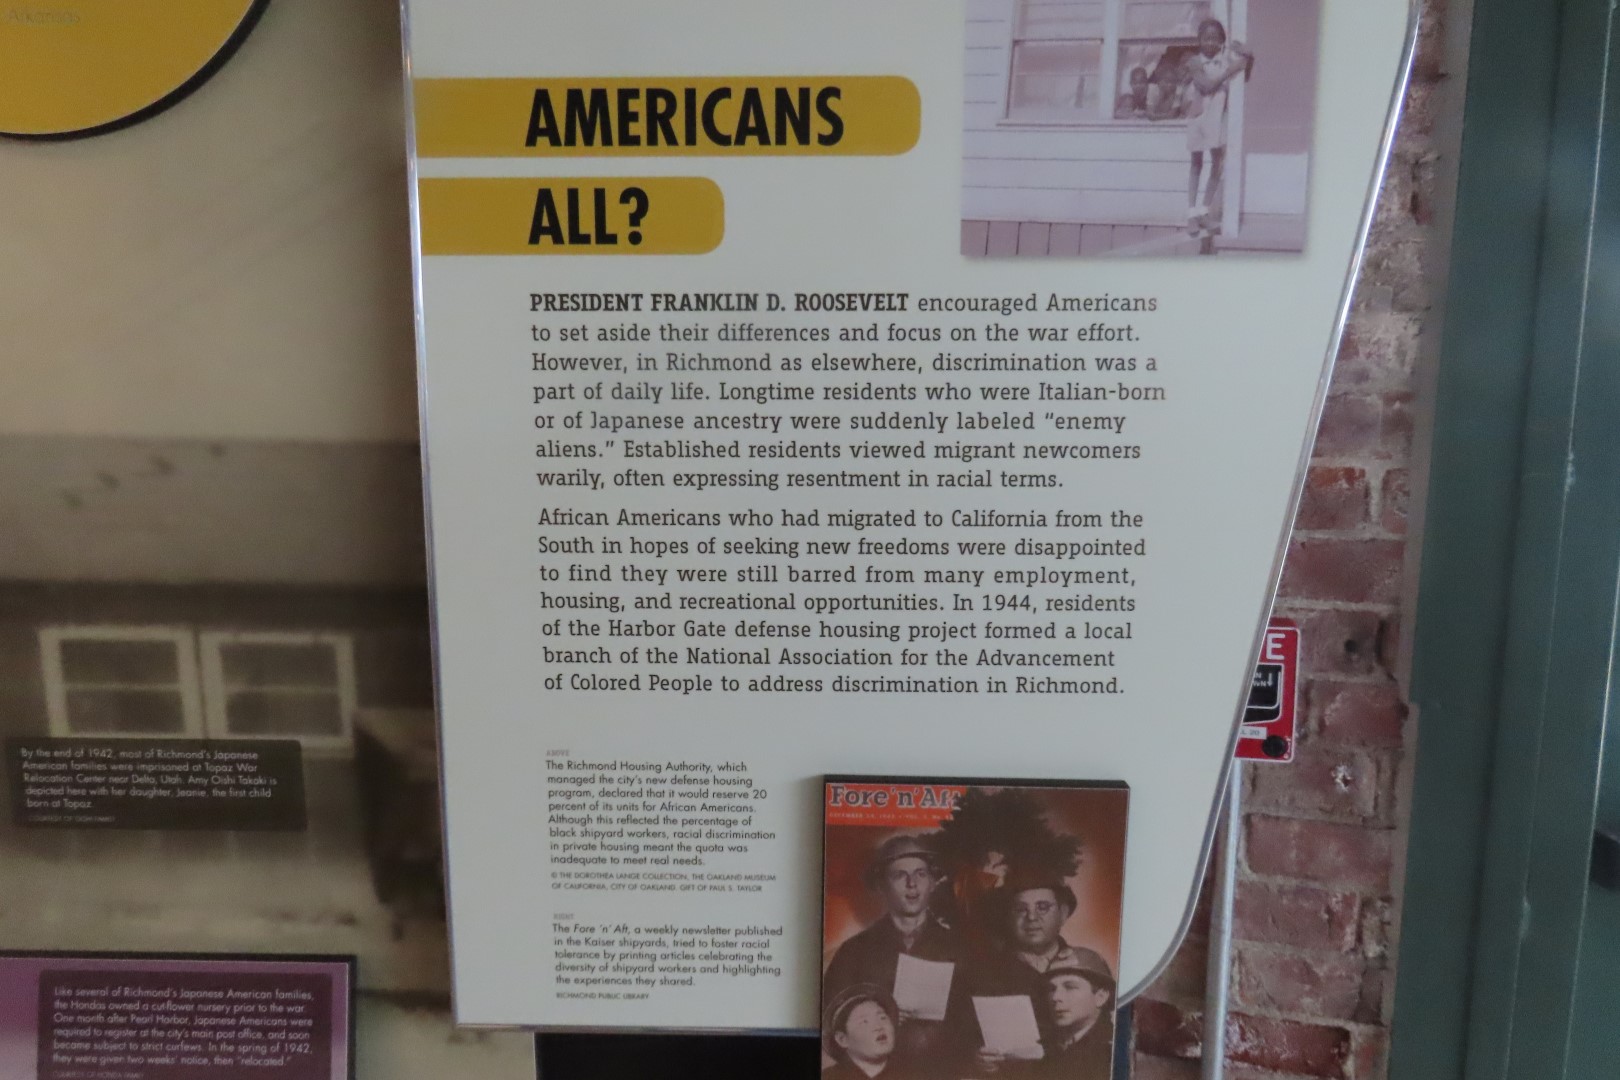 Arkansas
AMERICANS
ALL?
PRESIDENT FRANKLIN D. ROOSEVELT encouraged Americans
to set aside their differences and focus on the war effort.
However, in Richmond as elsewhere, discrimination was a
part of daily life. Longtime residents who were Italian-born
or of Japanese ancestry were suddenly labeled “enemy
aliens.” Established residents viewed migrant newcomers
warily, often expressing resentment in racial terms.
African Americans who had migrated to California from the
South in hopes of seeking new freedoms were disappointed
to find they were still barred from many employment,
housing, and recreational opportunities. In 1944, residents
of the Harbor Gate defense housing project formed a local
branch of the National Association for the Advancement
of Colored People to address discrimination in Richmond.
ABOVE
The Richmond Housing Authority, which
managed the city's new defense housing
program, declared that it would reserve 20
percent of its units for African Americans.
Although this reflected the percentage of
black shipyard workers, racial discrimination
in private housing meant the quota was
inadequate to meet real needs.
© THE DOROTHEA LANGE COLLECTION, THE OAKLAND MUSEUM
OF CALIFORNIA, CITY OF OAKLAND. GIFT OF PAUL S. TAYLOR
RIGHT
The Fore 'n' Aft, a weekly newsletter published
in the Kaiser shipyards, tried to foster racial
tolerance by printing articles celebrating the
diversity of shipyard workers and highlighting
the experiences they shared.
RICHMOND PUBLIC LIBRARY
Fore 'n' Aft
By the end of 1942, most of Richmond's Japanese
American families were imprisoned at Topaz War
Relocation Center near Delta, Utah. Amy Oishi Takaki is
depicted here with her daughter, Jeanie, the first child
born at Topaz.
COURTESY OF OISHI FAMILY
Like several of Richmond's Japanese American families,
the Hondas owned a cut-flower nursery prior to the war.
One month after Pearl Harbor, Japanese Americans were
required to register at the city's main post office, and soon
became subject to strict curfews. In the spring of 1942,
they were given two weeks' notice, then "relocated."
COURTESY OF HONDA FAMILY
E